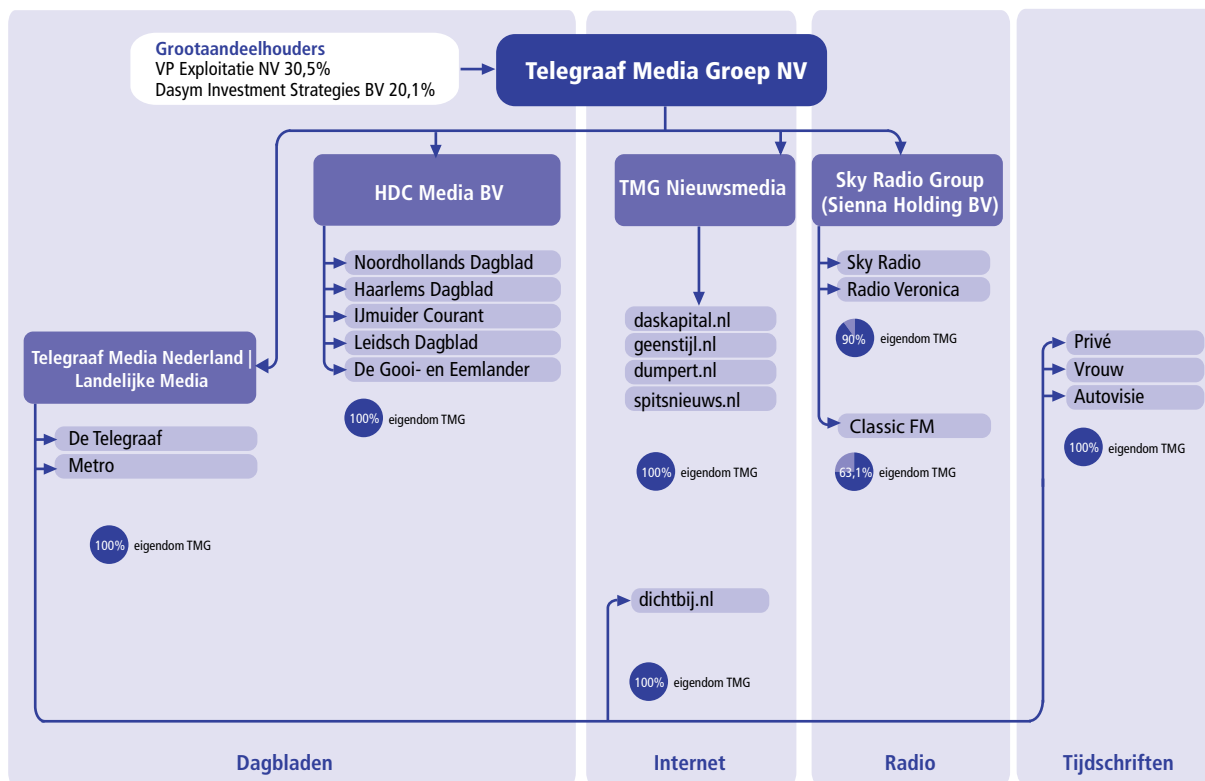 Grootaandeelhouders
VP Exploitatie NV 30,5%
Dasym Investment Strategies BV 20,1%
Telegraaf Media Groep NV
HDC Media BV
Noordhollands Dagblad
Haarlems Dagblad
IJmuider Courant
Leidsch Dagblad
De Gooi- en Eemlander
100% eigendom TMG
Telegraaf Media Nederland |
Landelijke Media
De Telegraaf
Metro
100% eigendom TMG
TMG Nieuwsmedia
daskapital.nl
geenstijl.nl
dumpert.nl
spitsnieuws.nl
100% eigendom TMG
dichtbij.nl
100% eigendom TMG
Sky Radio Group
(Sienna Holding BV)
Sky Radio
Radio Veronica
90% eigendom TMG
Classic FM
63,1% eigendom TMG
Privé
Vrouw
Autovisie
100% eigendom TMG
Dagbladen
Internet
Radio
Tijdschriften